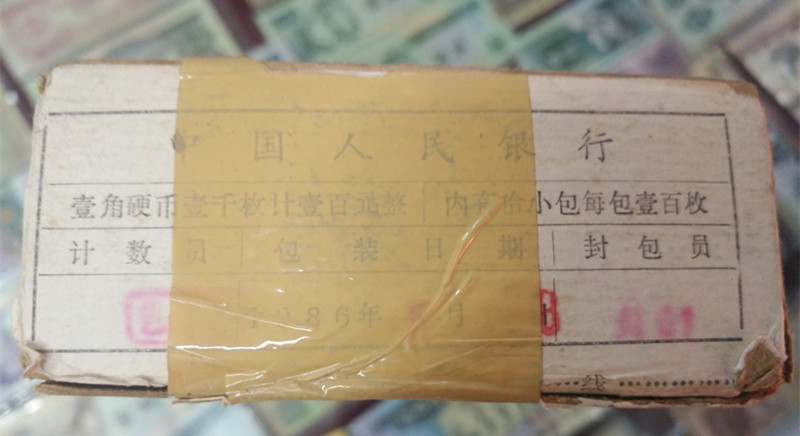 中国人民银行
壹角硬币壹千枚计壹百元整 内有拾小包每包壹百枚
计数员 包装日期 封包员
1986年 月
线